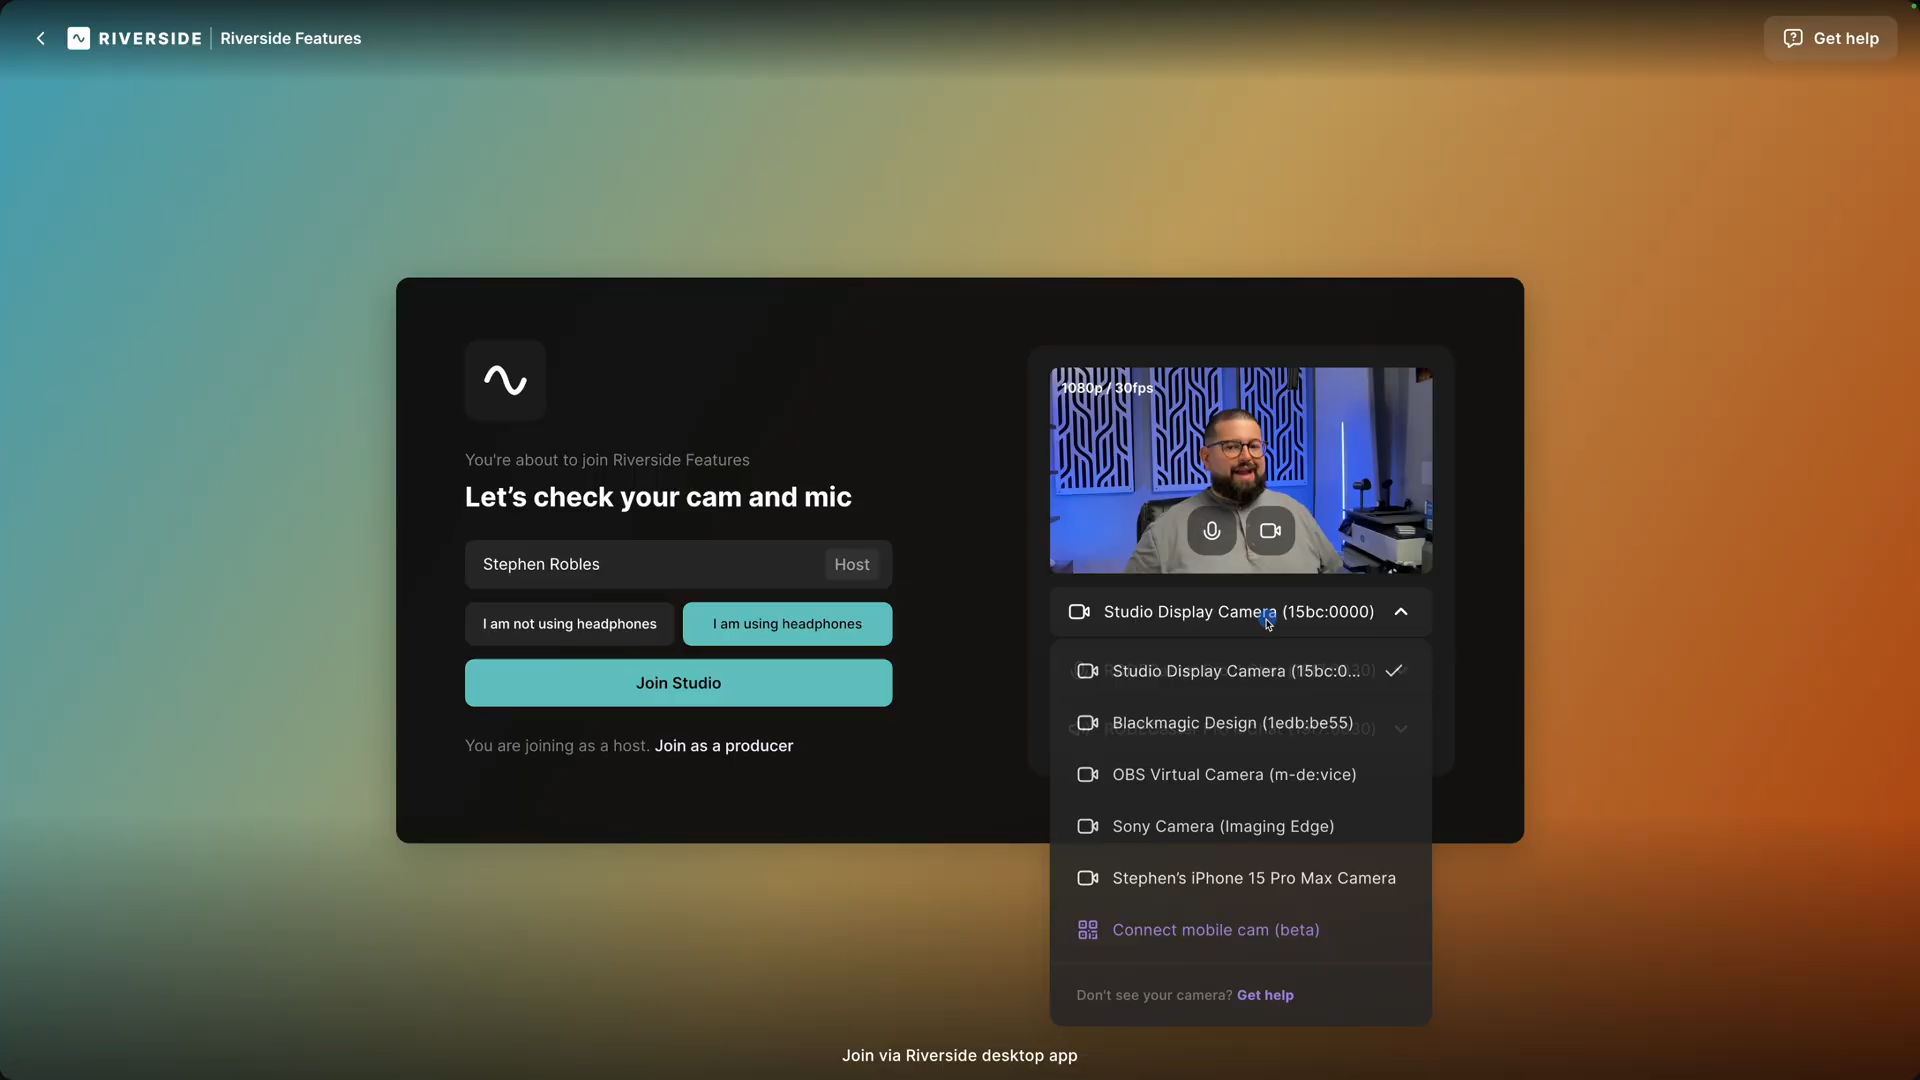 RIVERSIDE
Riverside Features
Get help
You're about to join Riverside Features
Let's check your cam and mic
Stephen Robles
Host
I am not using headphones
I am using headphones
Join Studio
You are joining as a host. Join as a producer
1080p / 30fps
Studio Display Camera (15bc:0000)
Studio Display Camera (15bc:0...
Blackmagic Design (1edb:be55)
OBS Virtual Camera (m-de:vice)
Sony Camera (Imaging Edge)
Stephen’s iPhone 15 Pro Max Camera
Connect mobile cam (beta)
Don't see your camera? Get help
Join via Riverside desktop app